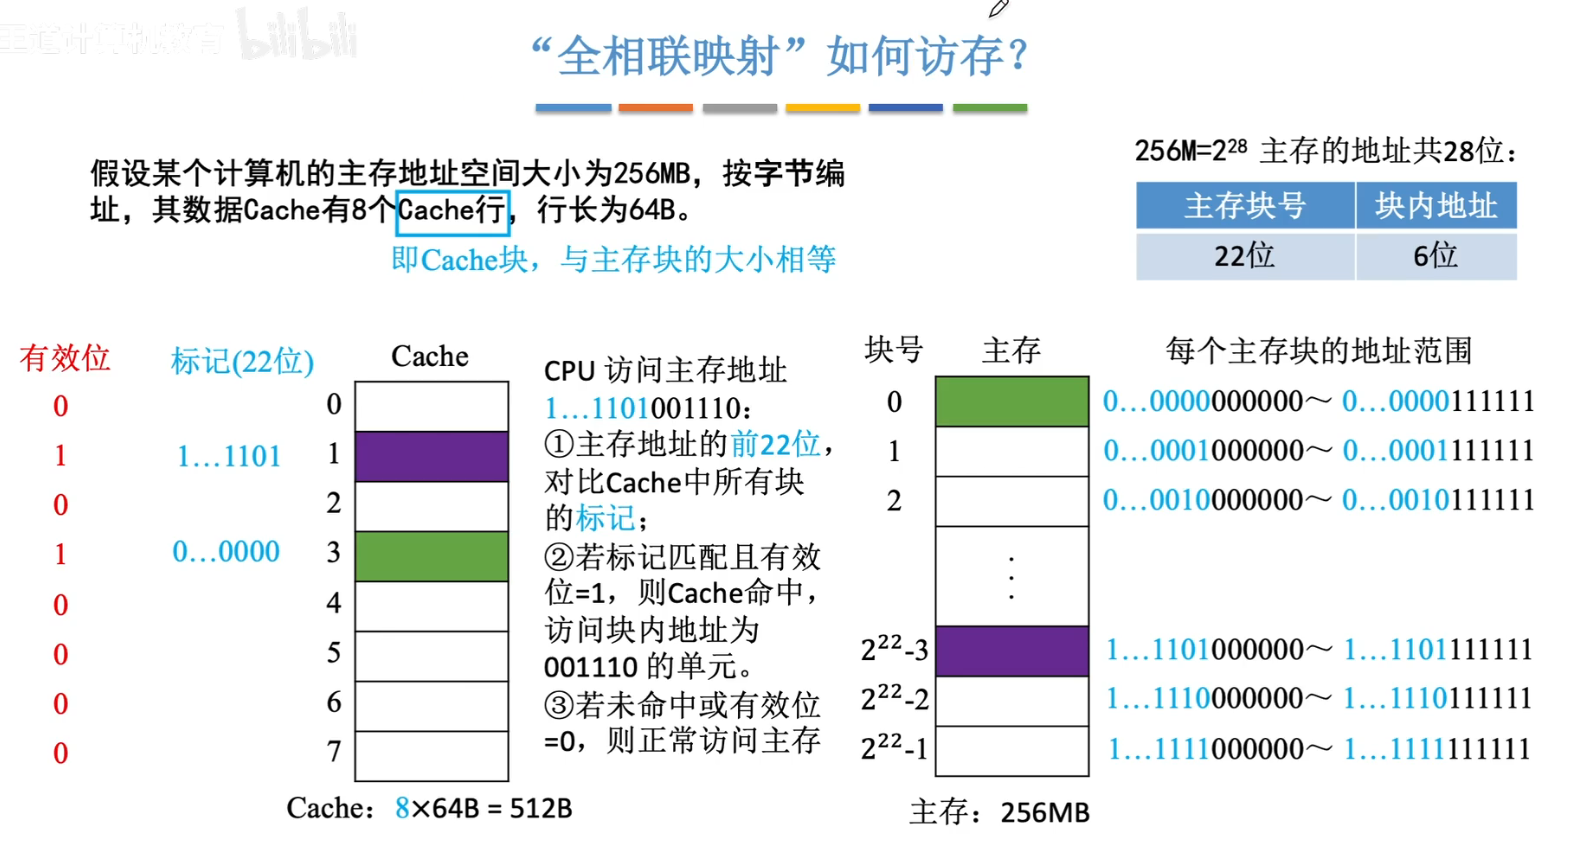 王道计算机教育 bilibili
“全相联映射”如何访存？
假设某个计算机的主存地址空间大小为256MB，按字节编
址，其数据Cache有8个Cache行，行长为64B。
即Cache块，与主存块的大小相等
256M=2²⁸ 主存的地址共28位：
主存块号 块内地址
22位 6位
有效位 标记(22位) Cache
0 0
1 1…1101 1
0 2
1 0…0000 3
0 4
0 5
0 6
0 7
Cache：8×64B = 512B
CPU 访问主存地址
1…1101001110：
①主存地址的前22位，
对比Cache中所有块
的标记；
②若标记匹配且有效
位=1，则Cache命中，
访问块内地址为
001110 的单元。
③若未命中或有效位
=0，则正常访问主存
块号 主存 每个主存块的地址范围
0 0…0000000000～ 0…0000111111
1 0…0001000000～ 0…0001111111
2 0…0010000000～ 0…0010111111
2²²-3 1…1101000000～ 1…1101111111
2²²-2 1…1110000000～ 1…1110111111
2²²-1 1…1111000000～ 1…1111111111
主存：256MB